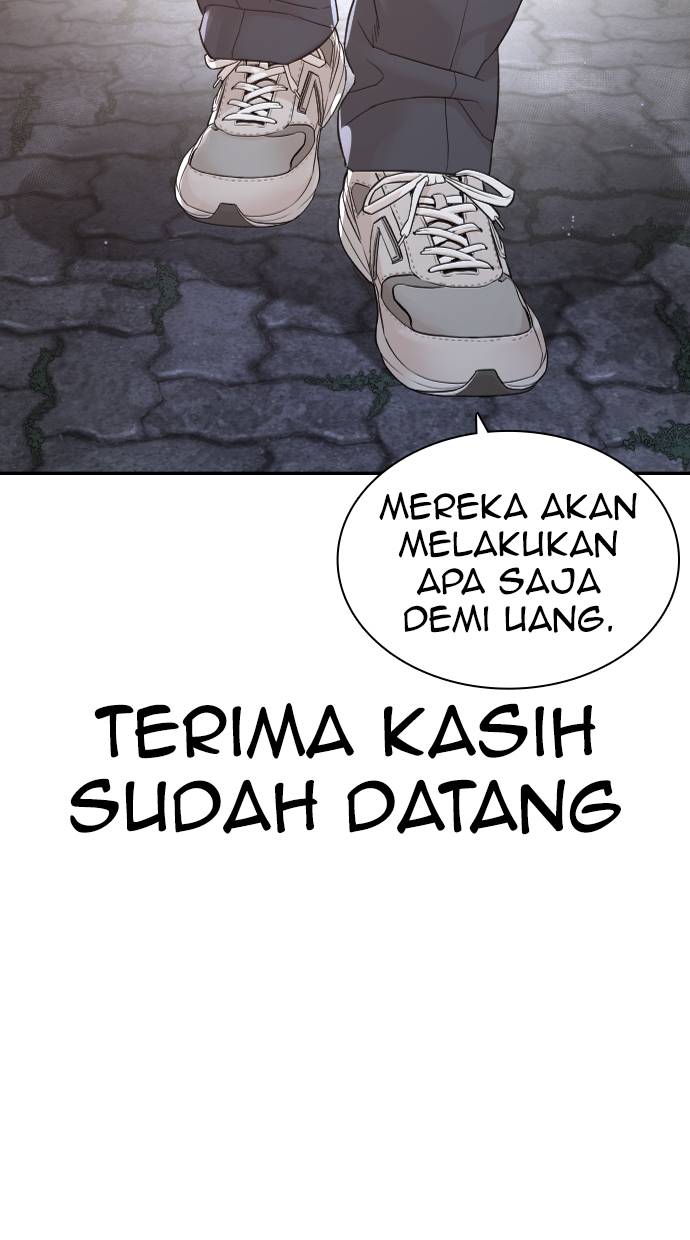 MEREKA AKAN
MELAKUKAN
APA SAJA
DEMI UANG.
TERIMA KASIH
SUDAH DATANG